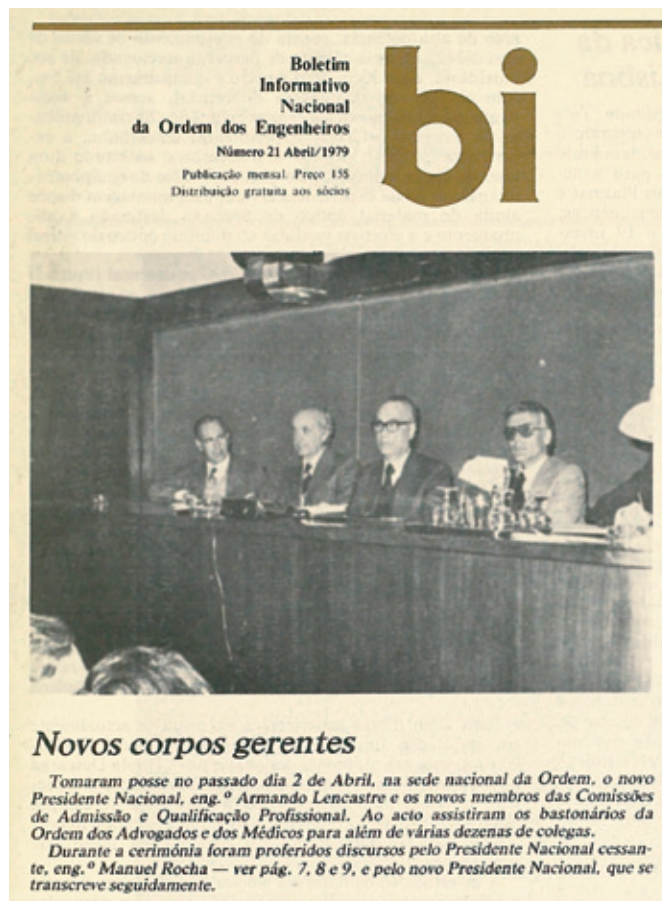 Boletim
Informativo
Nacional
da Ordem dos Engenheiros
Número 21 Abril/1979
Publicação mensal. Preço 15$
Distribuição gratuita aos sócios
bi
Novos corpos gerentes
Tomaram posse no passado dia 2 de Abril, na sede nacional da Ordem, o novo
Presidente Nacional, eng.º Armando Lencastre e os novos membros das Comissões
de Admissão e Qualificação Profissional. Ao acto assistiram os bastonários da
Ordem dos Advogados e dos Médicos para além de várias dezenas de colegas.
Durante a cerimónia foram proferidos discursos pelo Presidente Nacional cessan-
te, eng.º Manuel Rocha — ver pág. 7, 8 e 9, e pelo novo Presidente Nacional, que se
transcreve seguidamente.